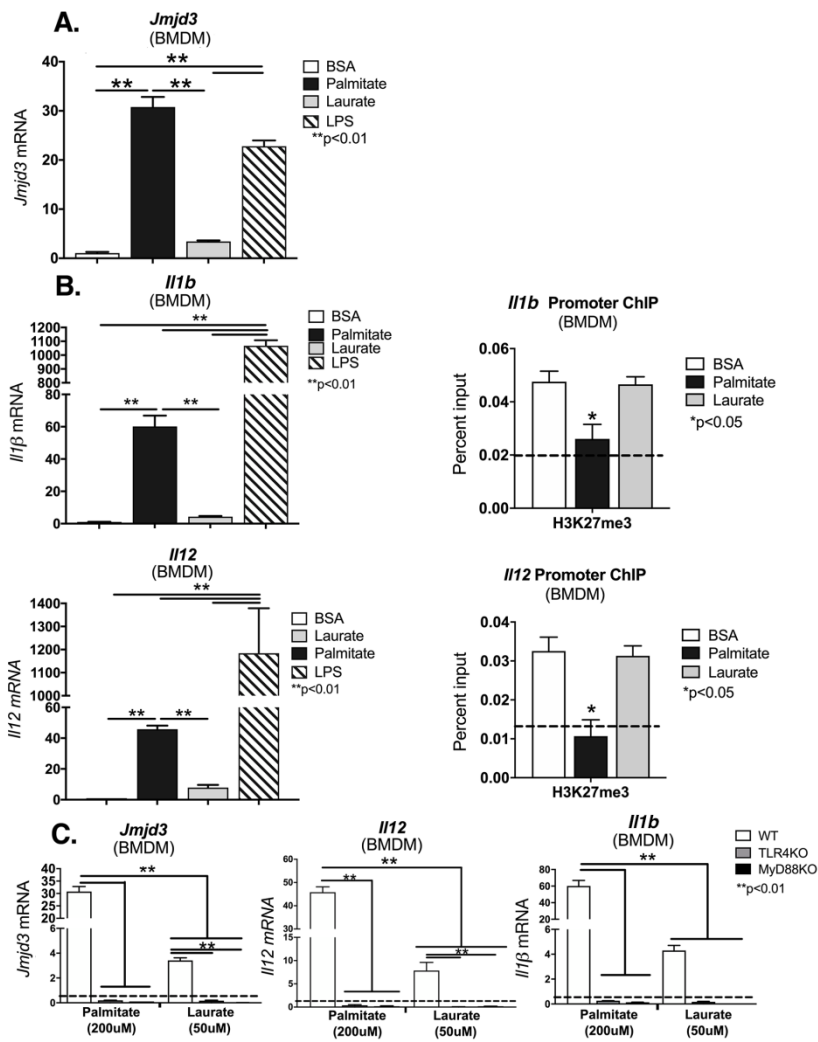 A.
Jmjd3
(BMDM)
Jmjd3 mRNA
40
30
20
10
0
**
** **
BSA
Palmitate
Laurate
LPS
**p<0.01
B.
Il1b
(BMDM)
Il1β mRNA
1200
1100
1000
900
800
80
60
40
20
0
**
** **
BSA
Palmitate
Laurate
LPS
**p<0.01
Il1b Promoter ChIP
(BMDM)
Percent input
0.06
0.04
0.02
0.00
*
H3K27me3
BSA
Palmitate
Laurate
*p<0.05
Il12
(BMDM)
Il12 mRNA
1400
1300
1200
1100
1000
60
40
20
0
**
** **
BSA
Laurate
Palmitate
LPS
**p<0.01
Il12 Promoter ChIP
(BMDM)
Percent input
0.04
0.03
0.02
0.01
0.00
*
H3K27me3
BSA
Palmitate
Laurate
*p<0.05
C.
Jmjd3
(BMDM)
Jmjd3 mRNA
35
30
25
20
15
10
6
4
2
0
**
**
Palmitate
(200uM)
Laurate
(50uM)
Il12
(BMDM)
Il12 mRNA
50
40
30
20
15
10
5
0
**
**
**
Palmitate
(200uM)
Laurate
(50uM)
Il1b
(BMDM)
Il1β mRNA
80
60
40
20
6
4
2
0
**
Palmitate
(200uM)
Laurate
(50uM)
WT
TLR4KO
MyD88KO
**p<0.01